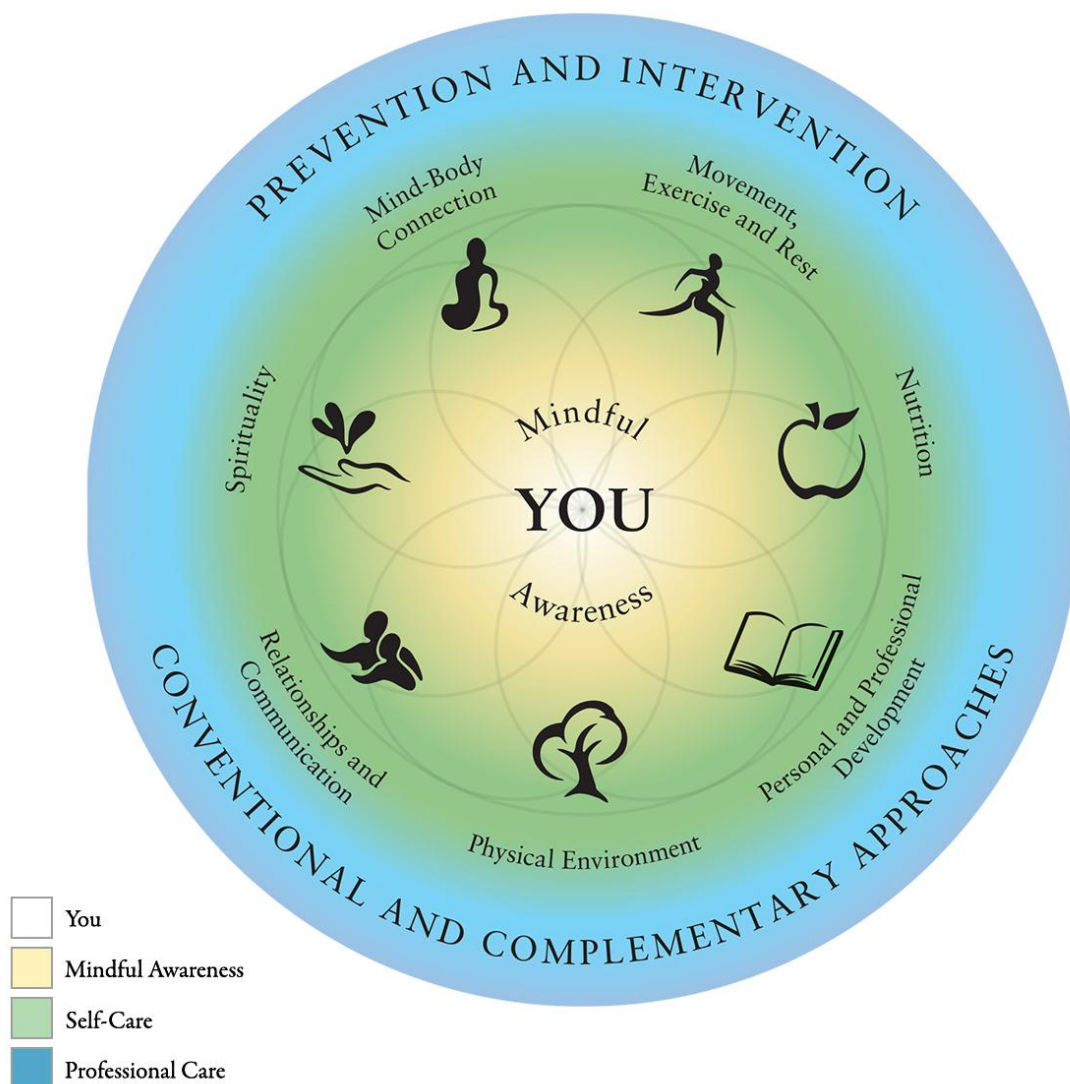 PREVENTION AND INTERVENTION
Mind-Body
Connection
Movement,
Exercise and Rest
Spirituality
Nutrition
Mindful
YOU
Awareness
Relationships and
Communication
Personal and Professional
Development
Physical Environment
CONVENTIONAL AND COMPLEMENTARY APPROACHES
You
Mindful Awareness
Self-Care
Professional Care